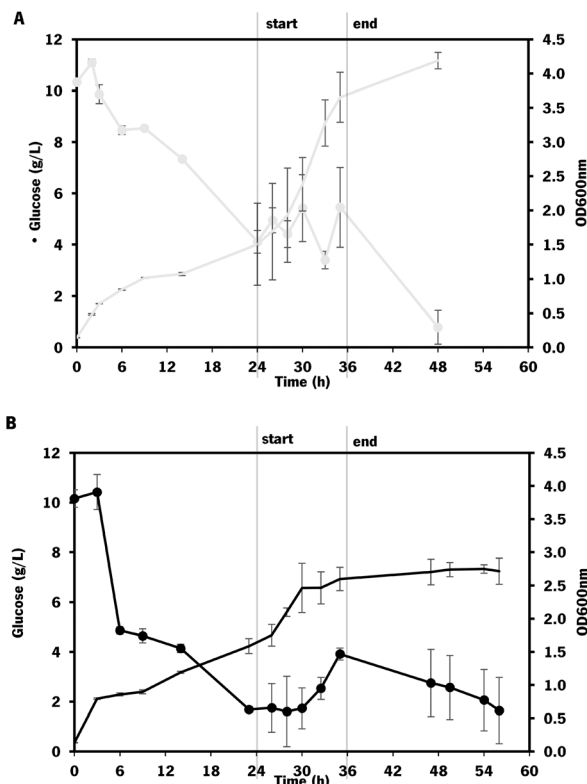 A
start end
12 4.5
10 4.0
8 3.5
6 3.0
4 2.5
2 2.0
0 1.5
1.0
0.5
0.0
• Glucose (g/L)
OD600nm
0 6 12 18 24 30 36 42 48 54 60
Time (h)
B
start end
12 4.5
10 4.0
8 3.5
6 3.0
4 2.5
2 2.0
0 1.5
1.0
0.5
0.0
Glucose (g/L)
OD600nm
0 6 12 18 24 30 36 42 48 54 60
Time (h)